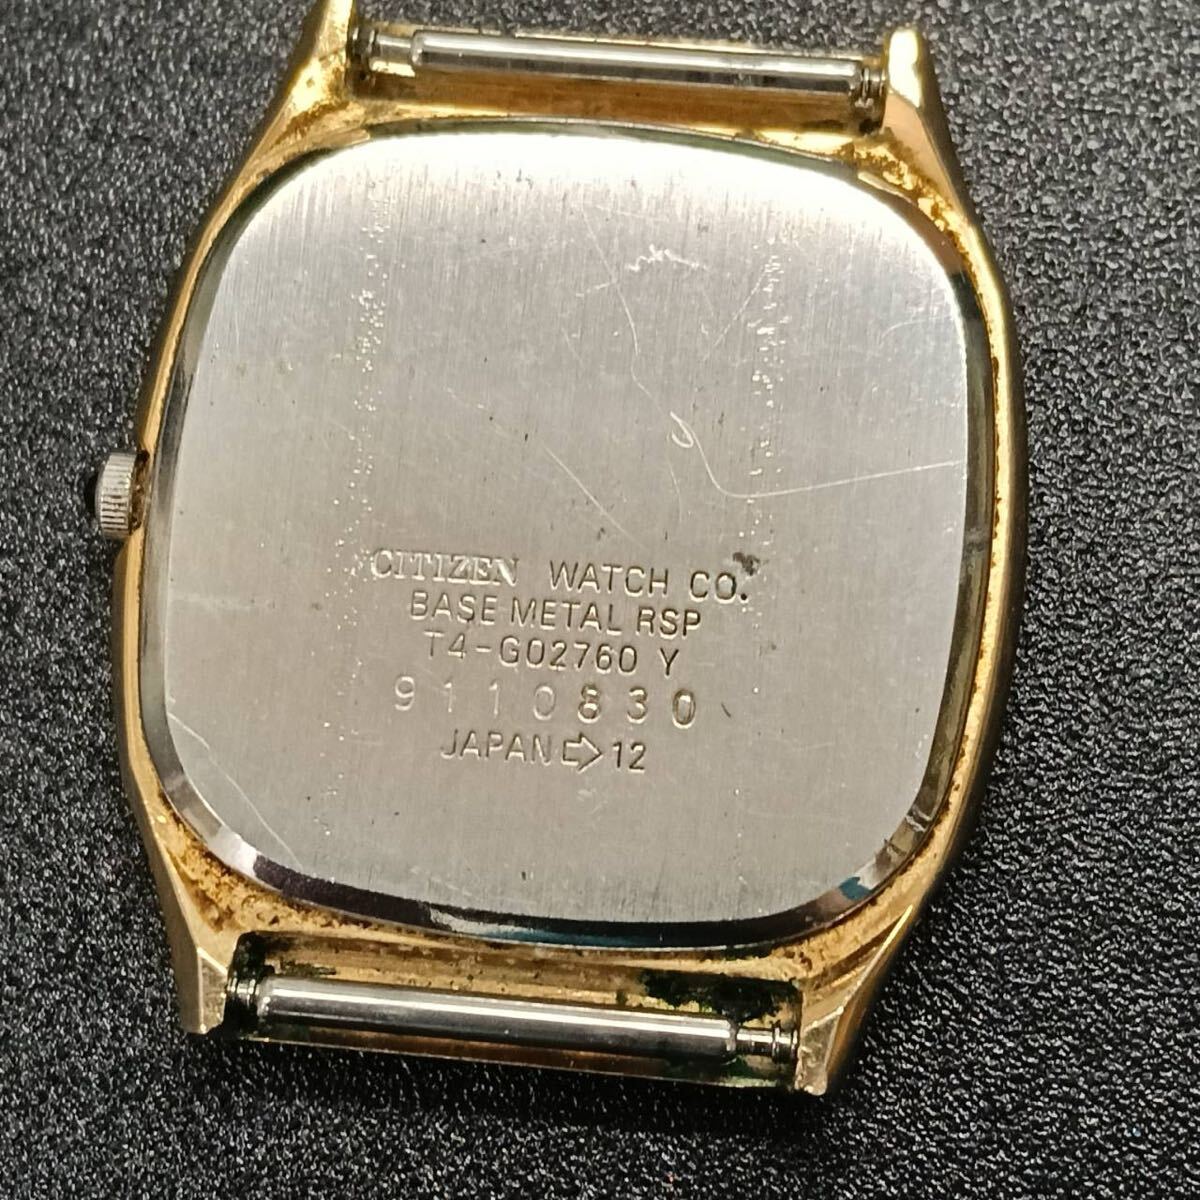 CITIZEN WATCH CO.
BASE METAL RSP
T4-G02760 Y
9110830
JAPAN⇨12